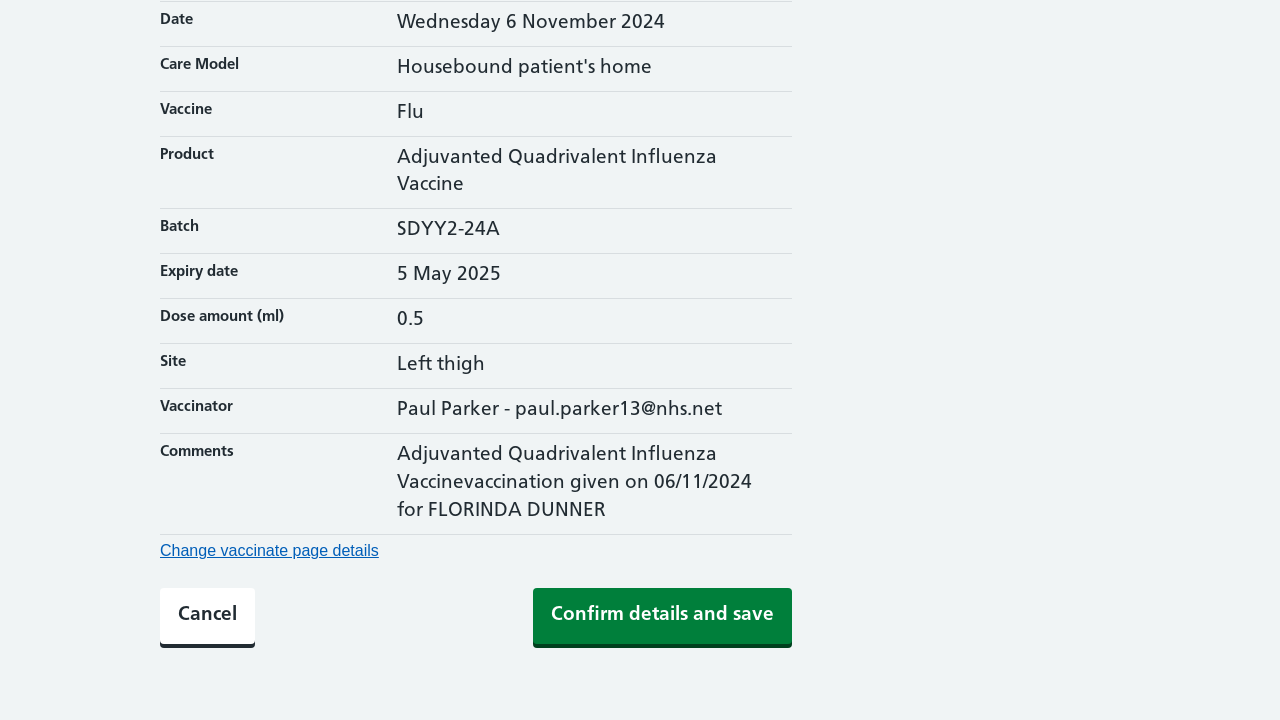 Date
Wednesday 6 November 2024
Care Model
Housebound patient's home
Vaccine
Flu
Product
Adjuvanted Quadrivalent Influenza
Vaccine
Batch
SDYY2-24A
Expiry date
5 May 2025
Dose amount (ml)
0.5
Site
Left thigh
Vaccinator
Paul Parker - paul.parker13@nhs.net
Comments
Adjuvanted Quadrivalent Influenza
Vaccinevaccination given on 06/11/2024
for FLORINDA DUNNER
Change vaccinate page details
Cancel
Confirm details and save